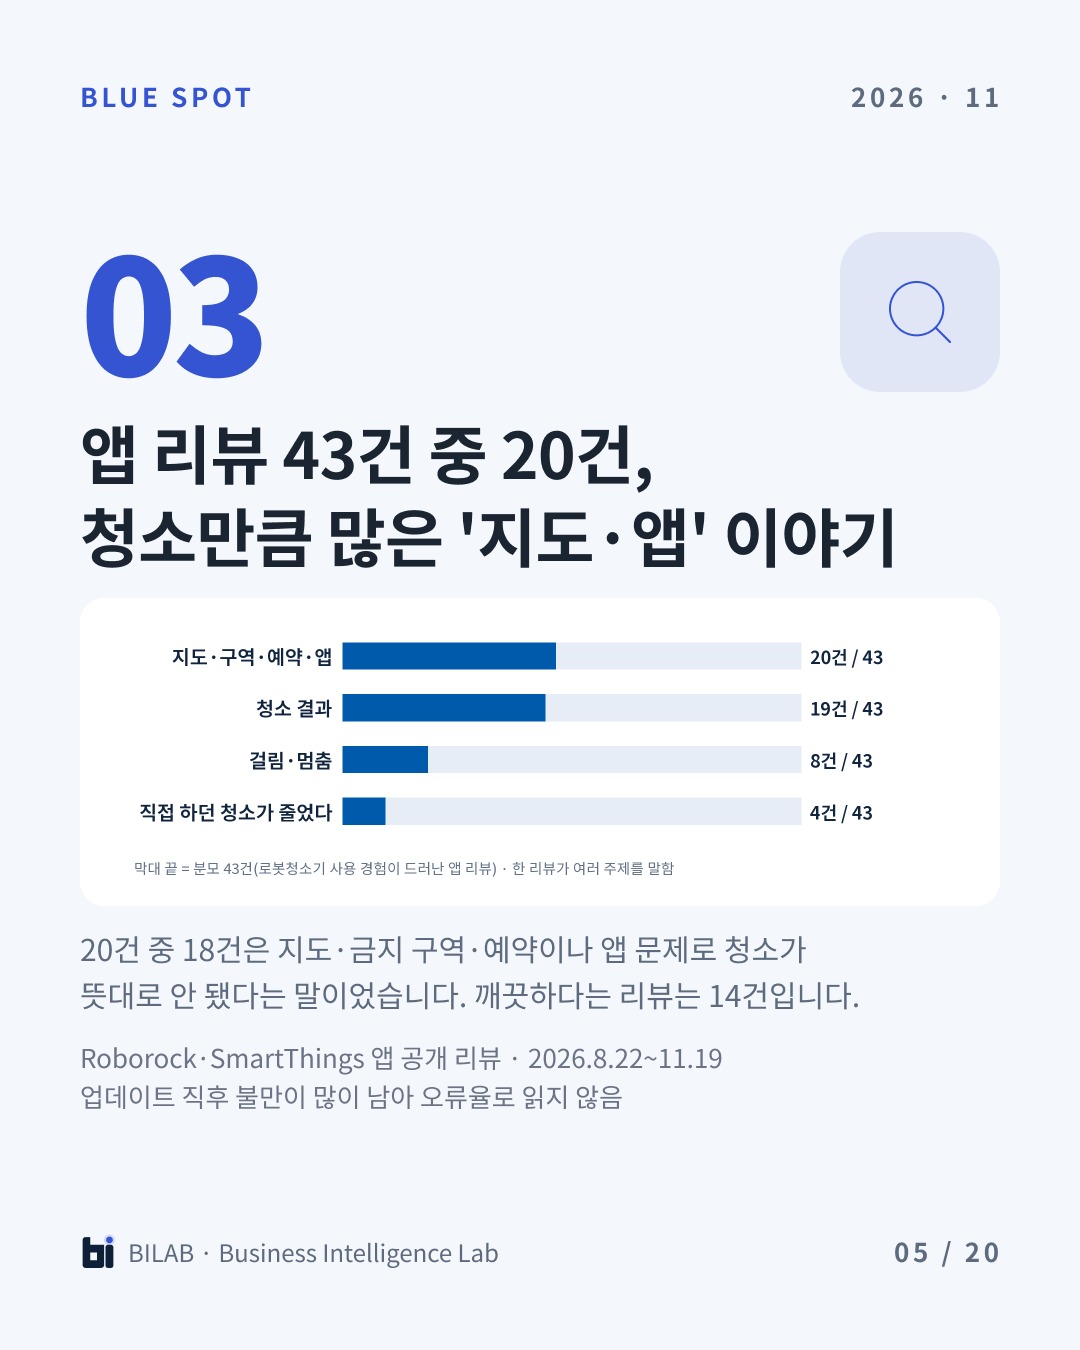 BLUE SPOT
2026 · 11
03
앱 리뷰 43건 중 20건,
청소만큼 많은 '지도·앱' 이야기
지도·구역·예약·앱 20건 / 43
청소 결과 19건 / 43
걸림·멈춤 8건 / 43
직접 하던 청소가 줄었다 4건 / 43
막대 끝 = 분모 43건(로봇청소기 사용 경험이 드러난 앱 리뷰) · 한 리뷰가 여러 주제를 말함
20건 중 18건은 지도·금지 구역·예약이나 앱 문제로 청소가
뜻대로 안 됐다는 말이었습니다. 깨끗하다는 리뷰는 14건입니다.
Roborock·SmartThings 앱 공개 리뷰 · 2026.8.22~11.19
업데이트 직후 불만이 많이 남아 오류율로 읽지 않음
bi BILAB · Business Intelligence Lab
05 / 20